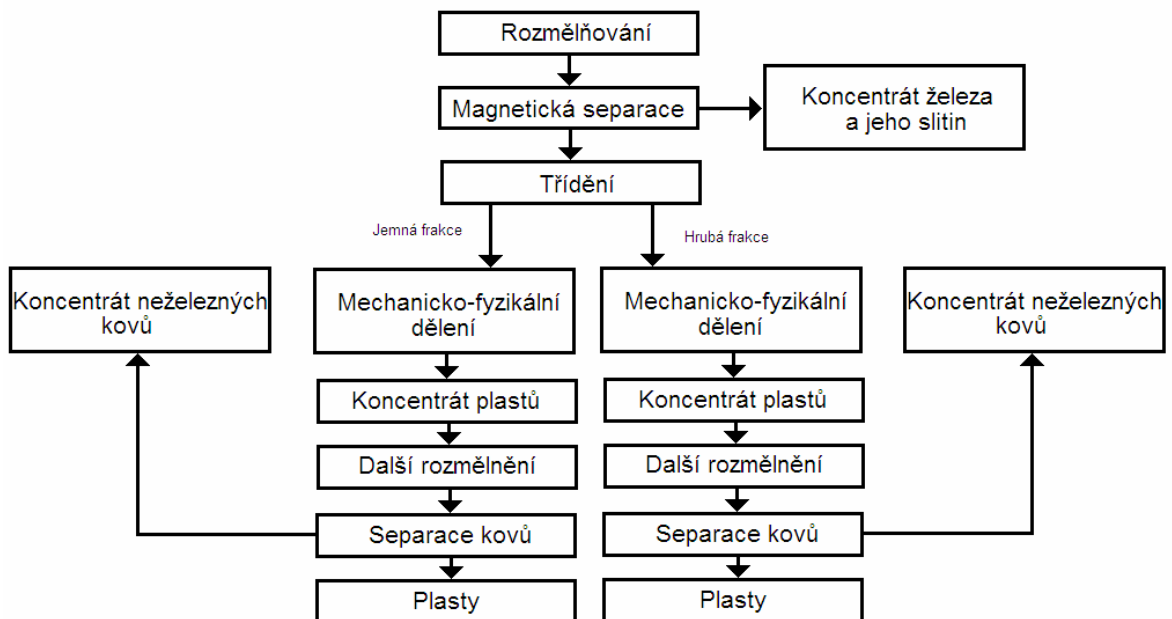 Rozmělňování
Magnetická separace
Koncentrát železa
a jeho slitin
Třídění
Jemná frakce
Hrubá frakce
Koncentrát neželezných
kovů
Mechanicko-fyzikální
dělení
Mechanicko-fyzikální
dělení
Koncentrát neželezných
kovů
Koncentrát plastů
Koncentrát plastů
Další rozmělnění
Další rozmělnění
Separace kovů
Separace kovů
Plasty
Plasty